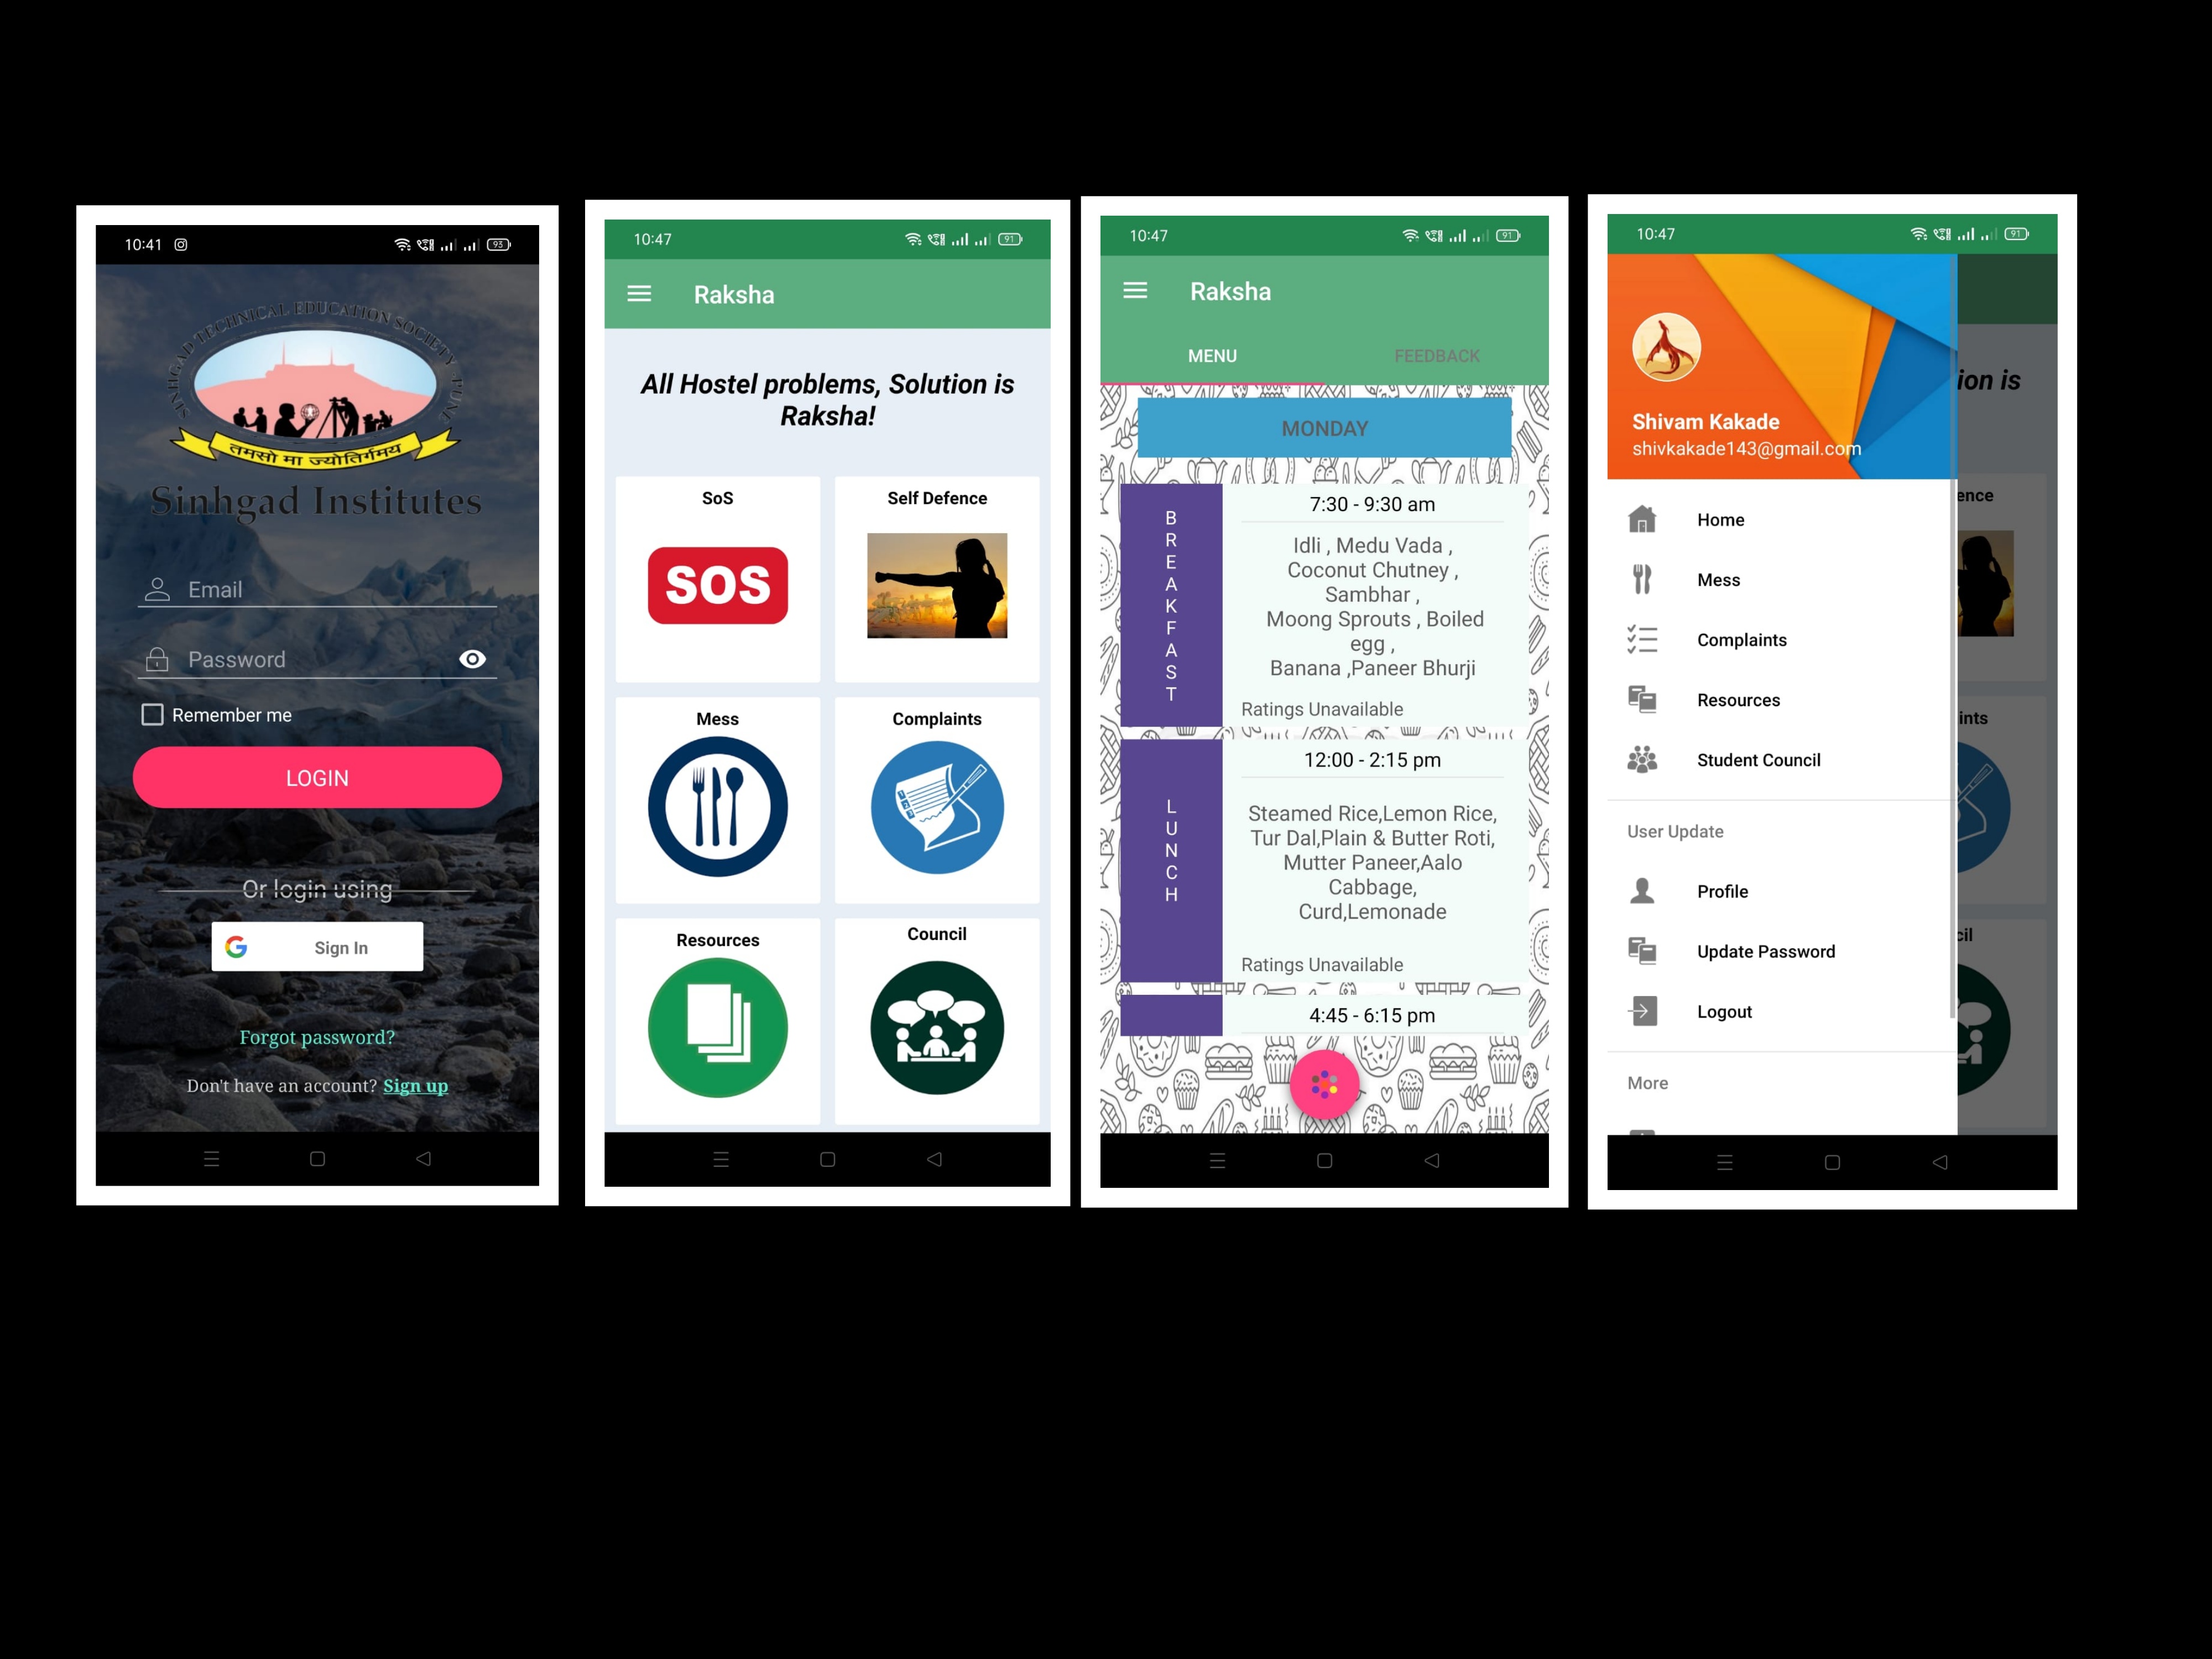 10:41
93
SINHGAD TECHNICAL EDUCATION SOCIETY, PUNE
तमसो मा ज्योतिर्गमय
Sinhgad Institutes
Email
Password
Remember me
LOGIN
Or login using
Sign In
Forgot password?
Don't have an account? Sign up
10:47
91
Raksha
All Hostel problems, Solution is
Raksha!
SoS
Self Defence
SOS
Mess
Complaints
Resources
Council
10:47
91
Raksha
MENU
FEEDBACK
MONDAY
BREAKFAST
7:30 - 9:30 am
Idli , Medu Vada ,
Coconut Chutney ,
Sambhar ,
Moong Sprouts , Boiled
egg ,
Banana ,Paneer Bhurji
Ratings Unavailable
LUNCH
12:00 - 2:15 pm
Steamed Rice,Lemon Rice,
Tur Dal,Plain & Butter Roti,
Mutter Paneer,Aalo
Cabbage,
Curd,Lemonade
Ratings Unavailable
4:45 - 6:15 pm
10:47
91
ion is
Shivam Kakade
shivkakade143@gmail.com
ence
Home
Mess
Complaints
ints
Resources
Student Council
User Update
Profile
cil
Update Password
Logout
More